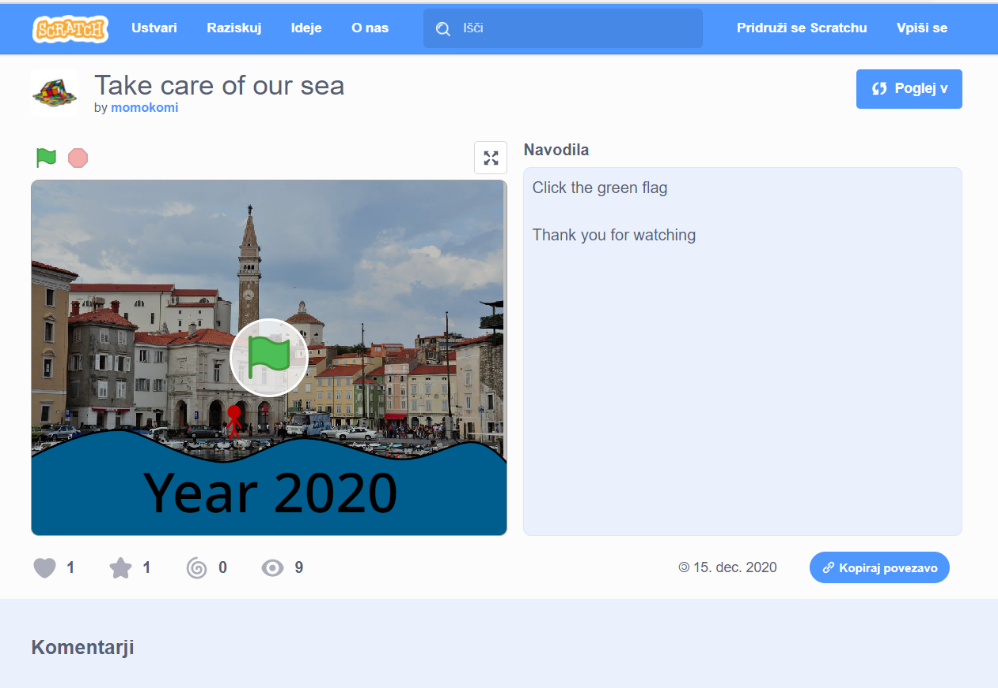 SCRATCH Ustvari Raziskuj Ideje O nas Išči Pridruži se Scratchu Vpiši se
Take care of our sea
by momokomi
Poglej v
Navodila
Click the green flag
Thank you for watching
Year 2020
1 1 0 9
© 15. dec. 2020
Kopiraj povezavo
Komentarji